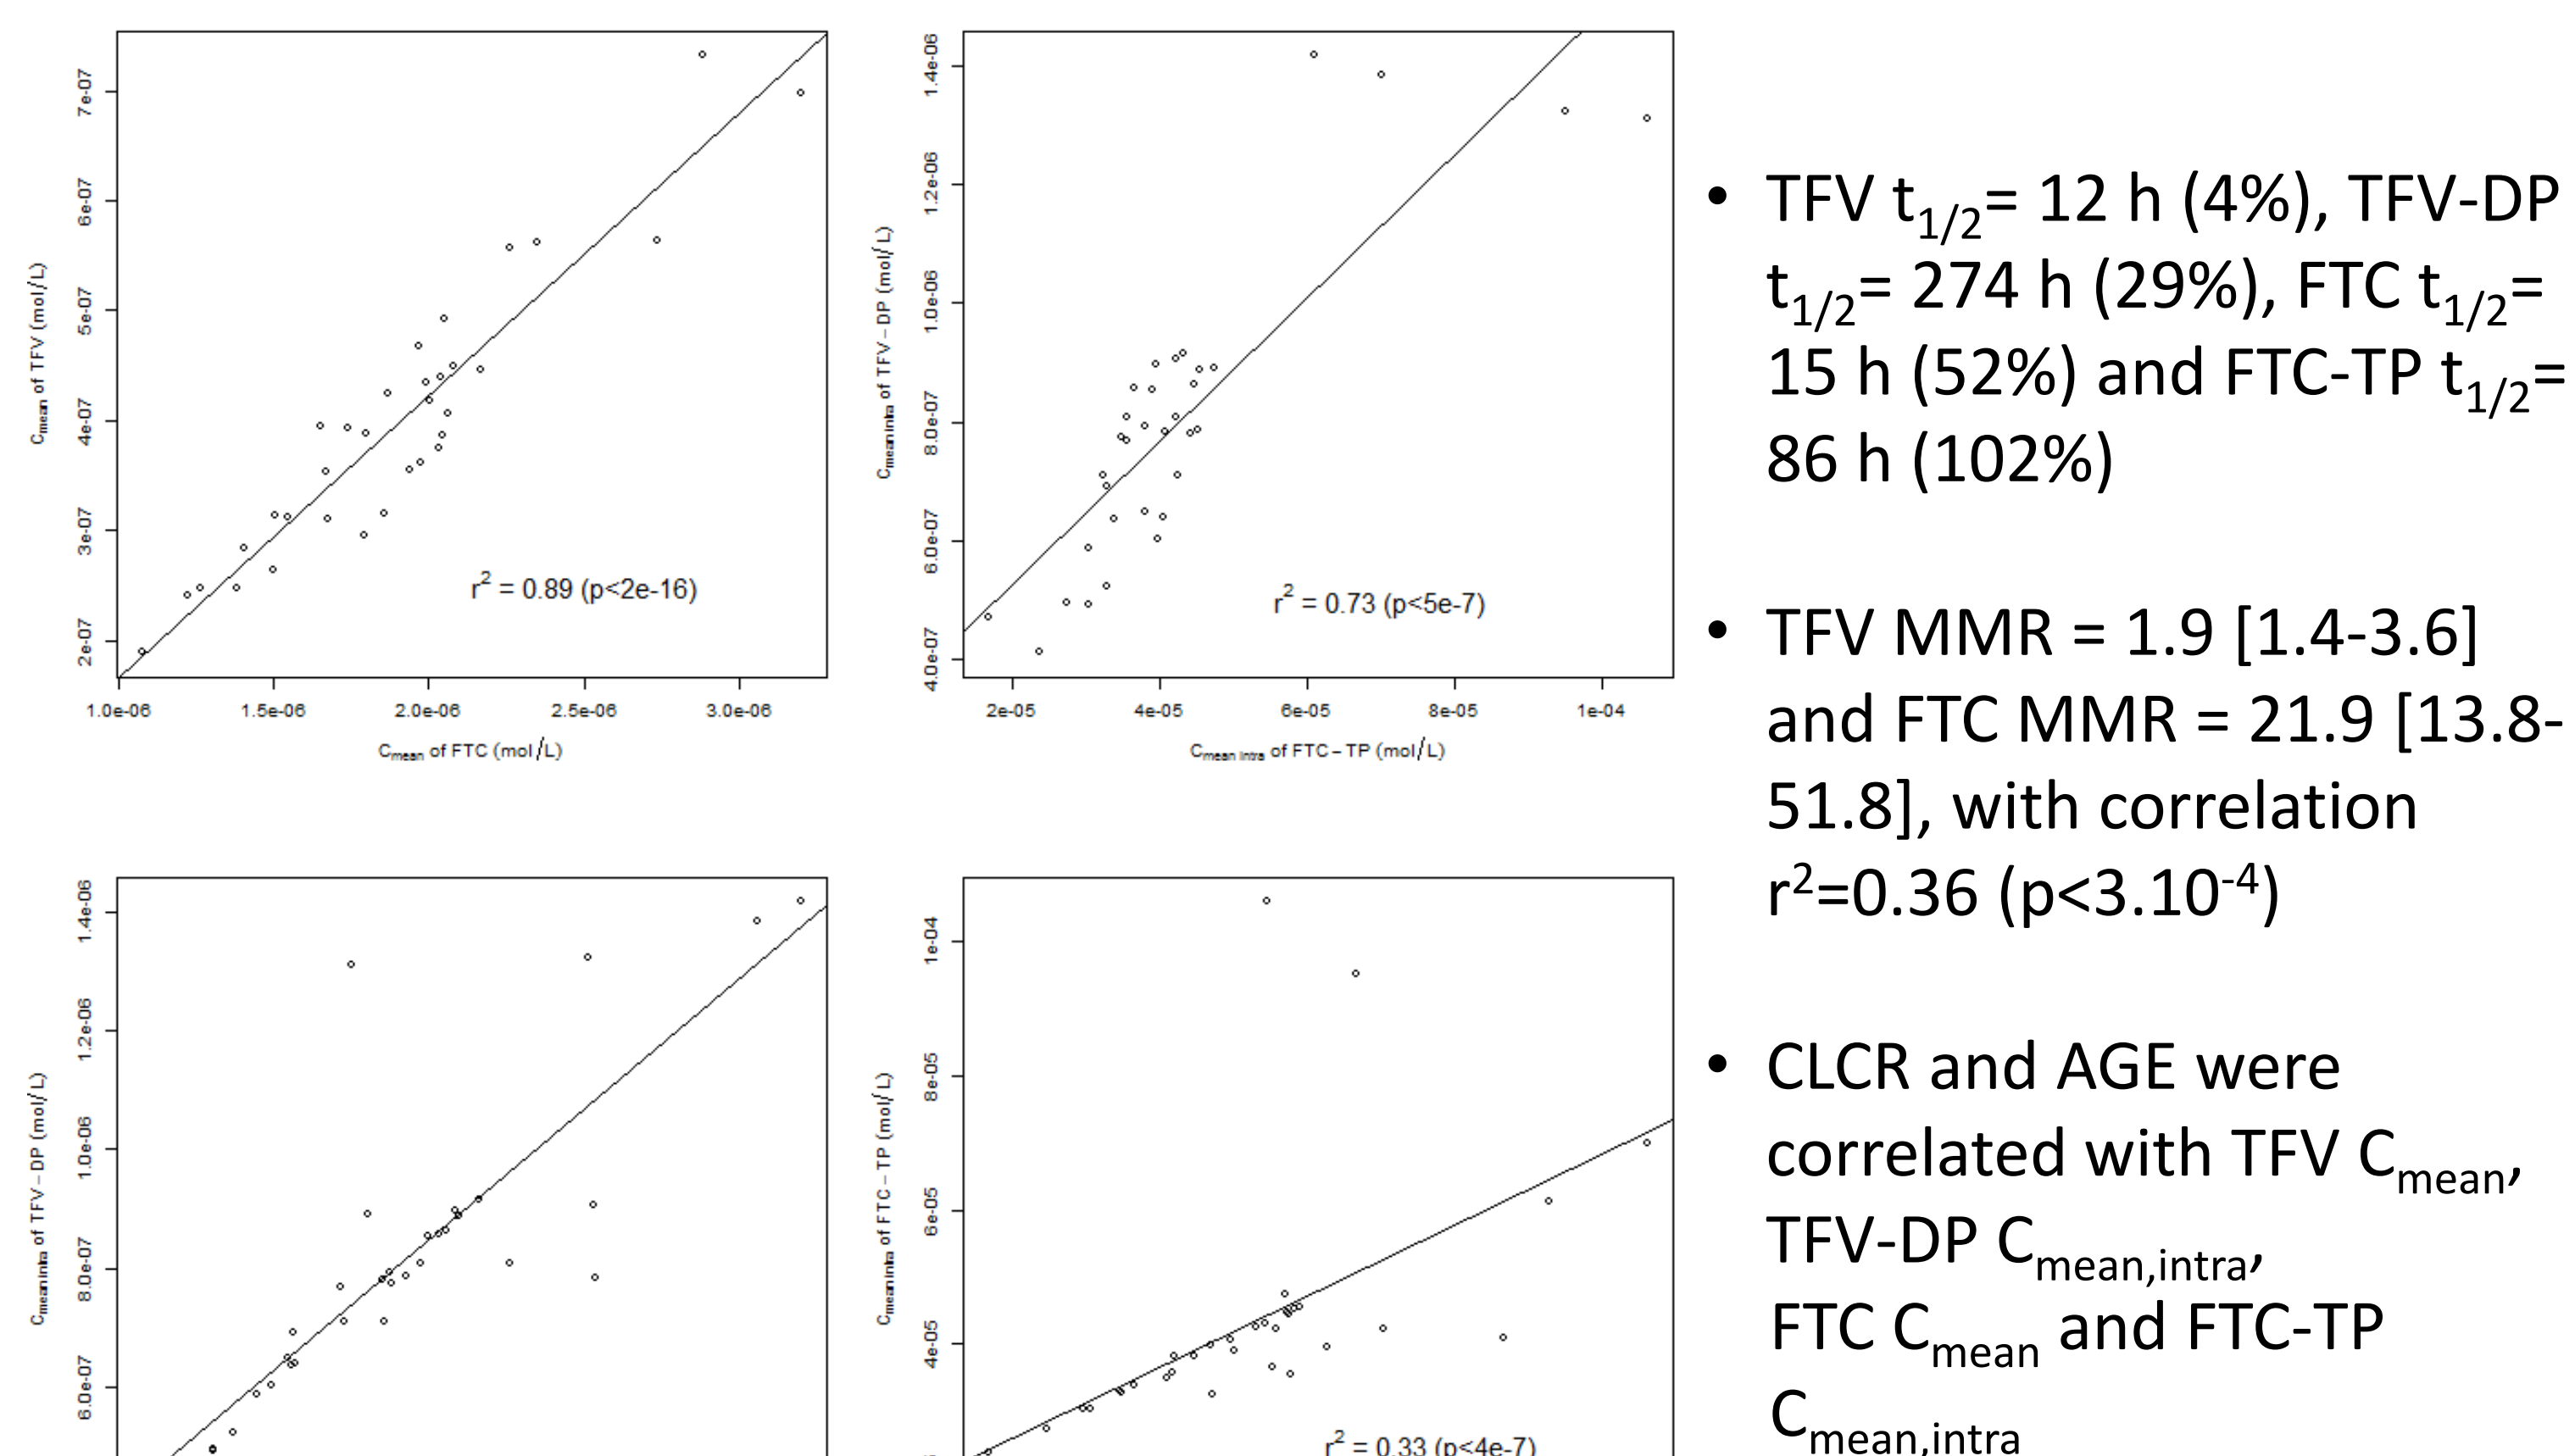 7e-07
6e-07
5e-07
4e-07
3e-07
2e-07
Cmean of TFV (mol/L)
r2 = 0.89 (p<2e-16)
1.0e-06 1.5e-06 2.0e-06 2.5e-06 3.0e-06
Cmean of FTC (mol/L)
1.4e-06
1.2e-06
1.0e-06
8.0e-07
6.0e-07
4.0e-07
Cmean intra of TFV-DP (mol/L)
r2 = 0.73 (p<5e-7)
2e-05 4e-05 6e-05 8e-05 1e-04
Cmean intra of FTC-TP (mol/L)
1.4e-06
1.2e-06
1.0e-06
8.0e-07
6.0e-07
Cmean intra of TFV-DP (mol/L)
1e-04
8e-05
6e-05
4e-05
Cmean intra of FTC-TP (mol/L)
r2 = 0.33 (p<4e-7)
• TFV t1/2= 12 h (4%), TFV-DP
t1/2= 274 h (29%), FTC t1/2=
15 h (52%) and FTC-TP t1/2=
86 h (102%)
• TFV MMR = 1.9 [1.4-3.6]
and FTC MMR = 21.9 [13.8-
51.8], with correlation
r2=0.36 (p<3.10-4)
• CLCR and AGE were
correlated with TFV Cmean,
TFV-DP Cmean,intra,
FTC Cmean and FTC-TP
Cmean,intra